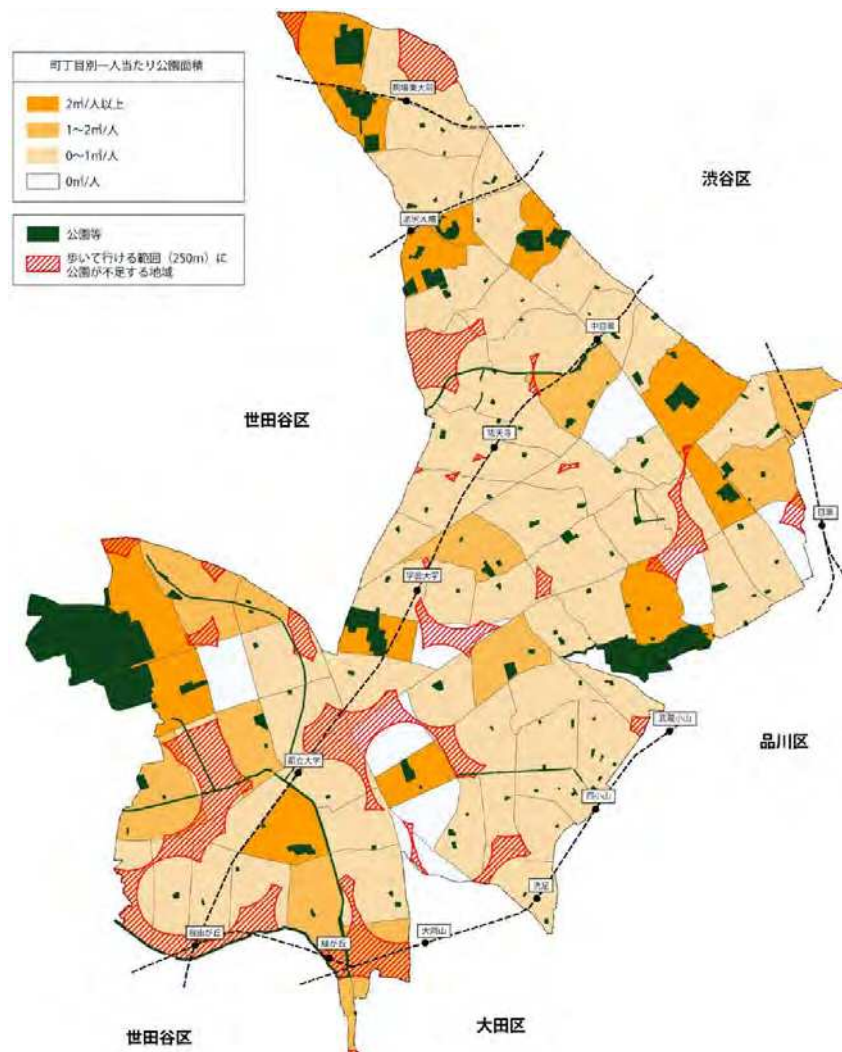 町丁目別一人当たり公園面積
2㎡/人以上
1～2㎡/人
0～1㎡/人
0㎡/人
公園等
歩いて行ける範囲（250m）に
公園が不足する地域
駒場東大前
渋谷区
池尻大橋
中目黒
世田谷区
祐天寺
目黒
学芸大学
武蔵小山
品川区
都立大学
西小山
洗足
自由が丘
緑が丘
大岡山
世田谷区
大田区